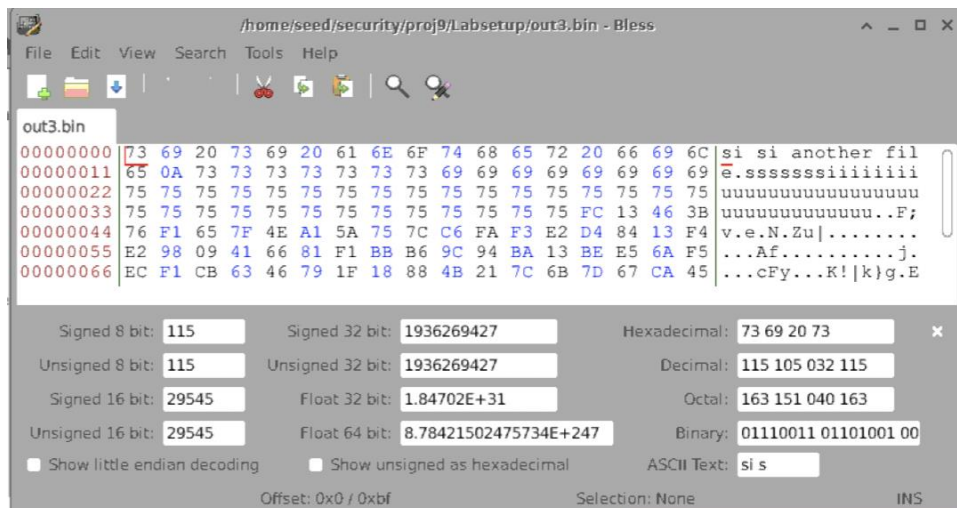 /home/seed/security/proj9/Labsetup/out3.bin - Bless
File Edit View Search Tools Help
out3.bin
00000000 73 69 20 73 69 20 61 6E 6F 74 68 65 72 20 66 69 6C si si another fil
00000011 65 0A 73 73 73 73 73 73 73 69 69 69 69 69 69 69 69 e.sssssssiiiiiiii
00000022 75 75 75 75 75 75 75 75 75 75 75 75 75 75 75 75 75 uuuuuuuuuuuuuuuuu
00000033 75 75 75 75 75 75 75 75 75 75 75 75 75 FC 13 46 3B uuuuuuuuuuuuu..F;
00000044 76 F1 65 7F 4E A1 5A 75 7C C6 FA F3 E2 D4 84 13 F4 v.e.N.Zu|........
00000055 E2 98 09 41 66 81 F1 BB B6 9C 94 BA 13 BE E5 6A F5 ...Af..........j.
00000066 EC F1 CB 63 46 79 1F 18 88 4B 21 7C 6B 7D 67 CA 45 ...cFy...K!|k}g.E
Signed 8 bit: 115 Signed 32 bit: 1936269427 Hexadecimal: 73 69 20 73
Unsigned 8 bit: 115 Unsigned 32 bit: 1936269427 Decimal: 115 105 032 115
Signed 16 bit: 29545 Float 32 bit: 1.84702E+31 Octal: 163 151 040 163
Unsigned 16 bit: 29545 Float 64 bit: 8.78421502475734E+247 Binary: 01110011 01101001 00
Show little endian decoding Show unsigned as hexadecimal ASCII Text: si s
Offset: 0x0 / 0xbf Selection: None INS